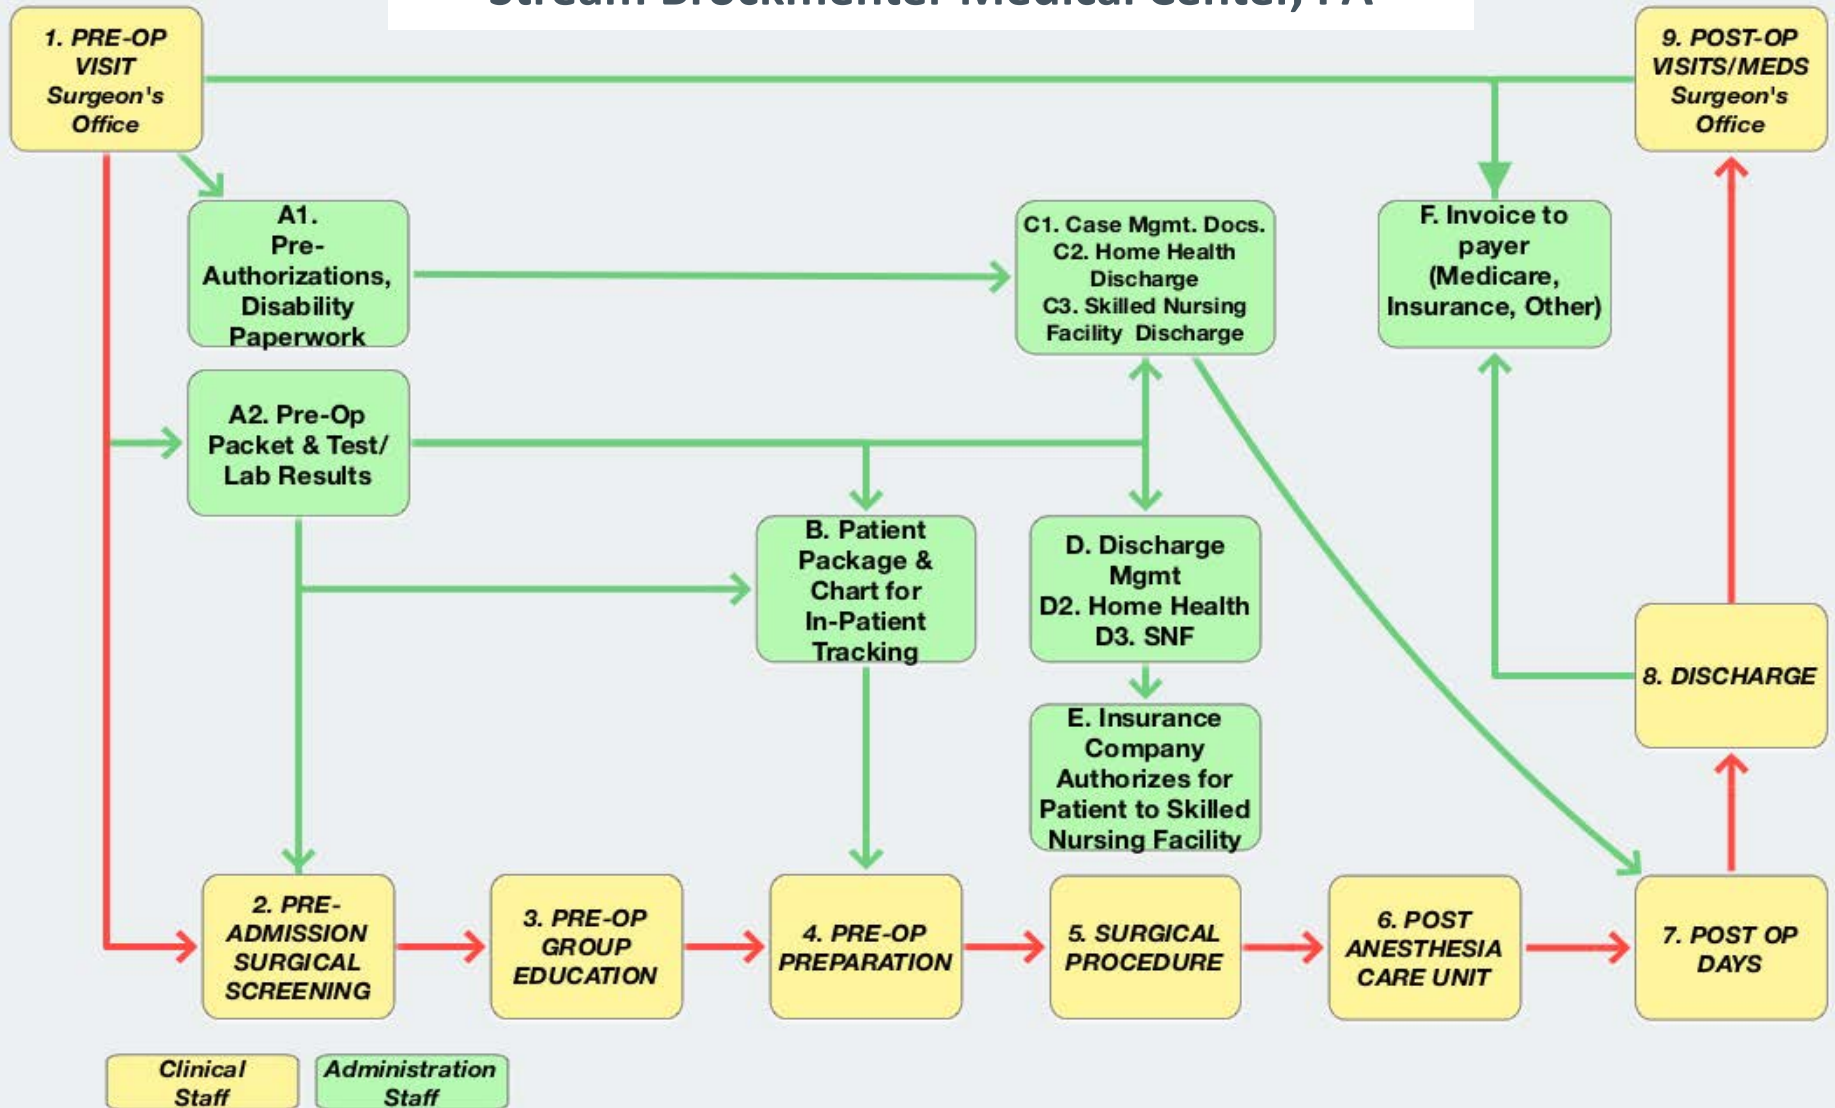 Stream Brockmenter Medical Center, PA
1. PRE-OP
VISIT
Surgeon's
Office
9. POST-OP
VISITS/MEDS
Surgeon's
Office
A1.
Pre-
Authorizations,
Disability
Paperwork
C1. Case Mgmt. Docs.
C2. Home Health
Discharge
C3. Skilled Nursing
Facility Discharge
F. Invoice to
payer
(Medicare,
Insurance, Other)
A2. Pre-Op
Packet & Test/
Lab Results
B. Patient
Package &
Chart for
In-Patient
Tracking
D. Discharge
Mgmt
D2. Home Health
D3. SNF
8. DISCHARGE
E. Insurance
Company
Authorizes for
Patient to Skilled
Nursing Facility
2. PRE-
ADMISSION
SURGICAL
SCREENING
3. PRE-OP
GROUP
EDUCATION
4. PRE-OP
PREPARATION
5. SURGICAL
PROCEDURE
6. POST
ANESTHESIA
CARE UNIT
7. POST OP
DAYS
Clinical
Staff
Administration
Staff